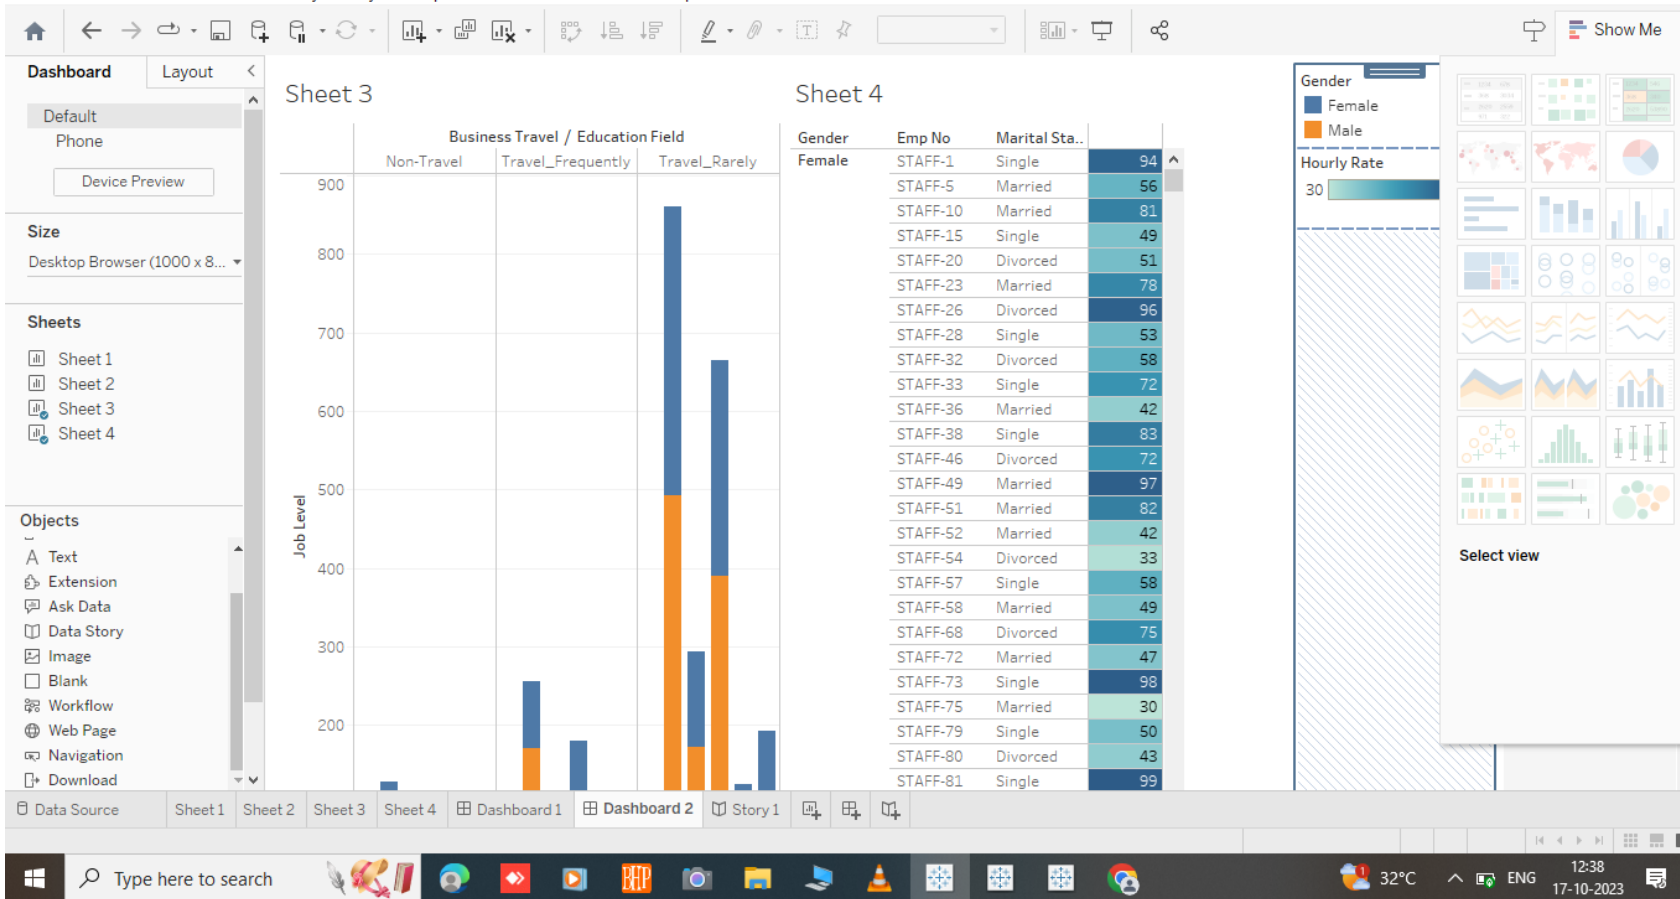 Show Me
Dashboard
Layout
Default
Phone
Device Preview
Size
Desktop Browser (1000 x 8...
Sheets
Sheet 1
Sheet 2
Sheet 3
Sheet 4
Objects
Text
Extension
Ask Data
Data Story
Image
Blank
Workflow
Web Page
Navigation
Download
Sheet 3
Business Travel / Education Field
Non-Travel Travel_Frequently Travel_Rarely
900
800
700
600
500
400
300
200
Job Level
Sheet 4
Gender Emp No Marital Sta..
Female STAFF-1 Single 94
STAFF-5 Married 56
STAFF-10 Married 81
STAFF-15 Single 49
STAFF-20 Divorced 51
STAFF-23 Married 78
STAFF-26 Divorced 96
STAFF-28 Single 53
STAFF-32 Divorced 58
STAFF-33 Single 72
STAFF-36 Married 42
STAFF-38 Single 83
STAFF-46 Divorced 72
STAFF-49 Married 97
STAFF-51 Married 82
STAFF-52 Married 42
STAFF-54 Divorced 33
STAFF-57 Single 58
STAFF-58 Married 49
STAFF-68 Divorced 75
STAFF-72 Married 47
STAFF-73 Single 98
STAFF-75 Married 30
STAFF-79 Single 50
STAFF-80 Divorced 43
STAFF-81 Single 99
Gender
Female
Male
Hourly Rate
30
Select view
Data Source Sheet 1 Sheet 2 Sheet 3 Sheet 4 Dashboard 1 Dashboard 2 Story 1
Type here to search
BHP
1
32°C
ENG
12:38
17-10-2023